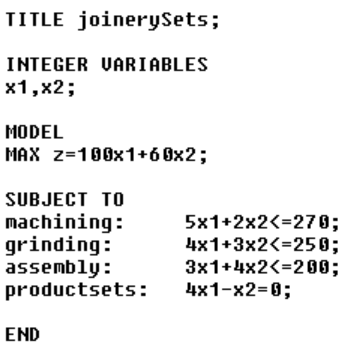 TITLE joinerySets;
INTEGER VARIABLES
x1,x2;
MODEL
MAX z=100x1+60x2;
SUBJECT TO
machining: 5x1+2x2<=270;
grinding: 4x1+3x2<=250;
assembly: 3x1+4x2<=200;
productsets: 4x1-x2=0;
END